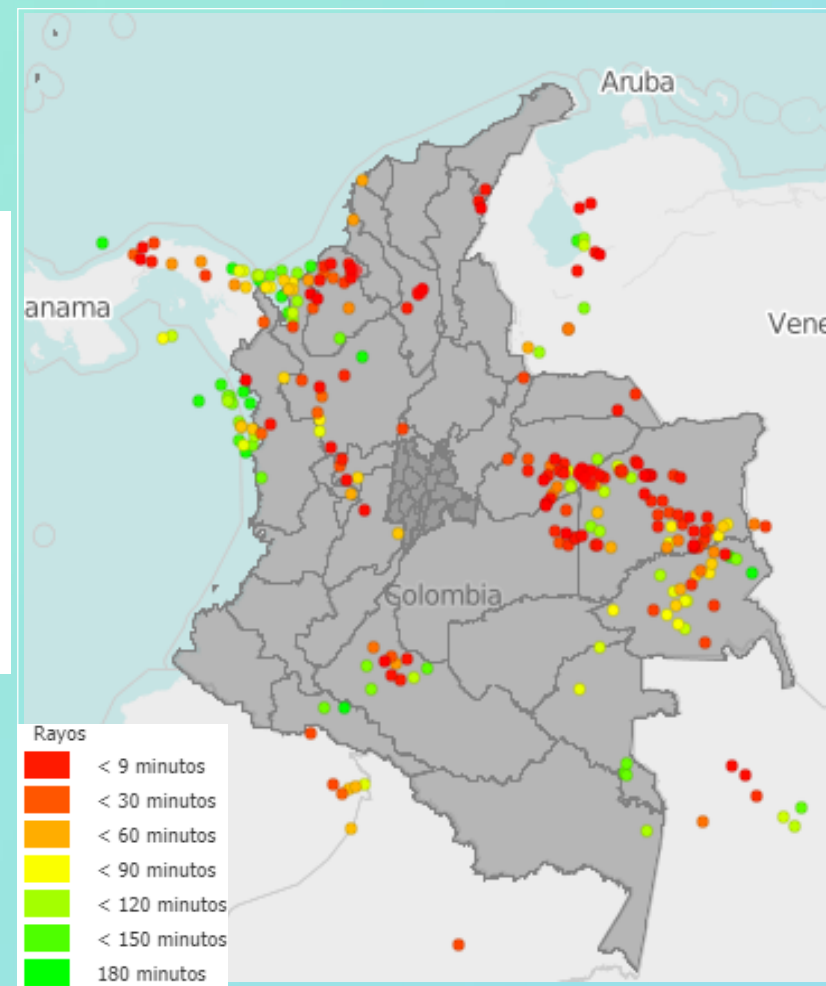 Aruba
anama
Vene
Colombia
Rayos
< 9 minutos
< 30 minutos
< 60 minutos
< 90 minutos
< 120 minutos
< 150 minutos
180 minutos